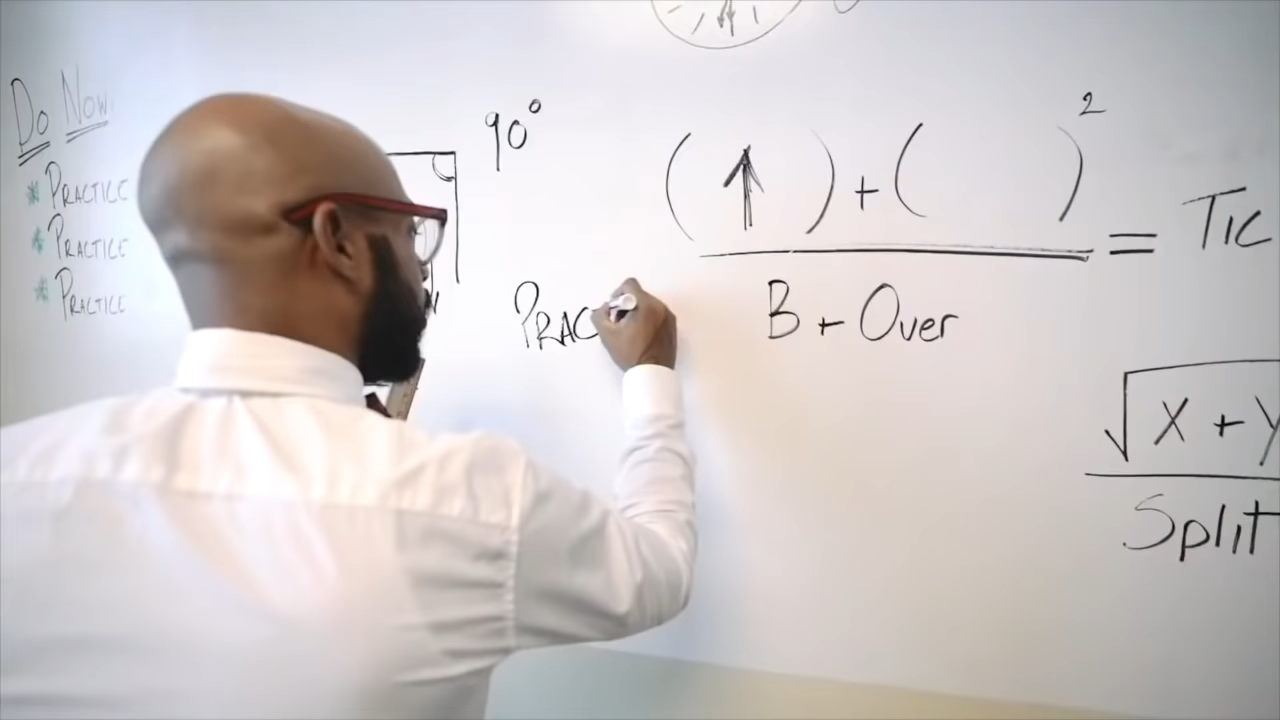 Do Now:
* PRACTICE
* PRACTICE
* PRACTICE
90°
PRAC
(↑) + ( )²
B + Over
= TIC
√X + Y
Split